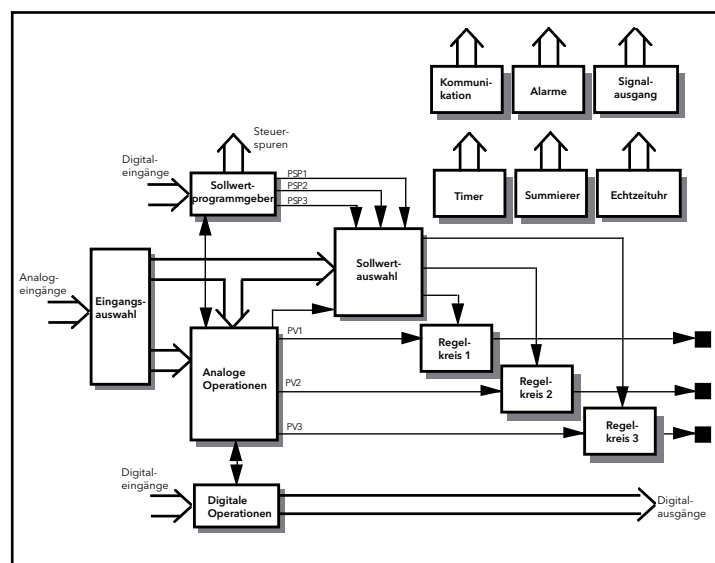 Kommuni-
kation
Alarme
Signal-
ausgang
Steuer-
spuren
Digital-
eingänge
Sollwert-
programmgeber
PSP1
PSP2
PSP3
Timer
Summierer
Echtzeituhr
Sollwert-
auswahl
Analog-
eingänge
Eingangs-
auswahl
Analoge
Operationen
PV1
PV2
PV3
Regel-
kreis 1
Regel-
kreis 2
Regel-
kreis 3
Digital-
eingänge
Digitale
Operationen
Digital-
ausgänge